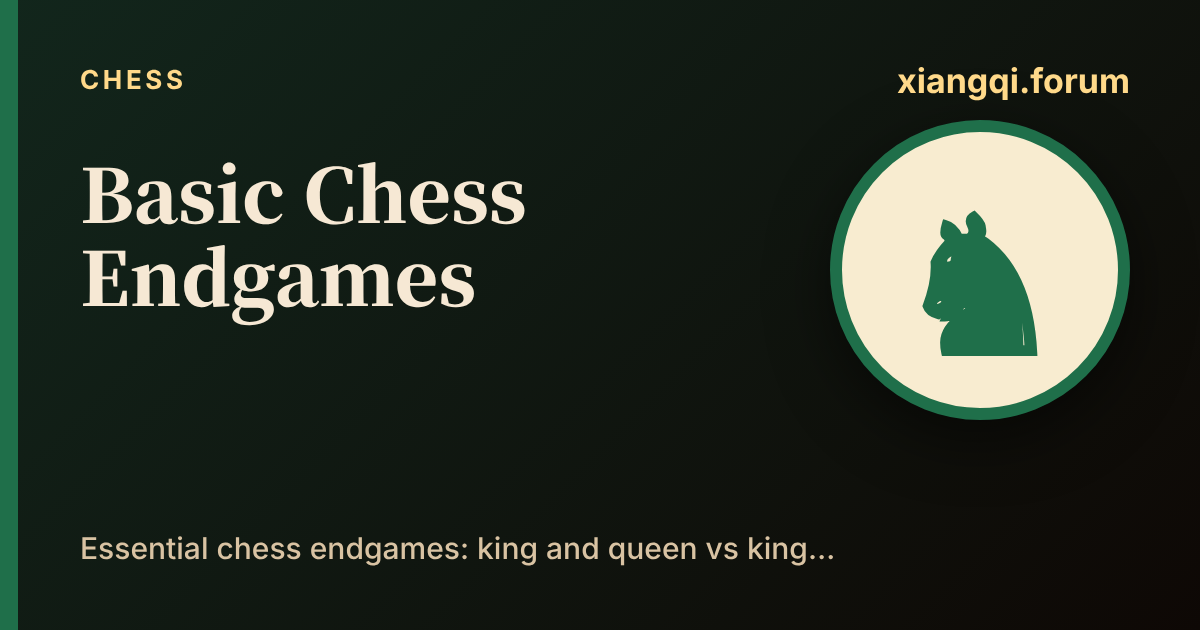 CHESS
xiangqi.forum
Basic Chess
Endgames
Essential chess endgames: king and queen vs king...